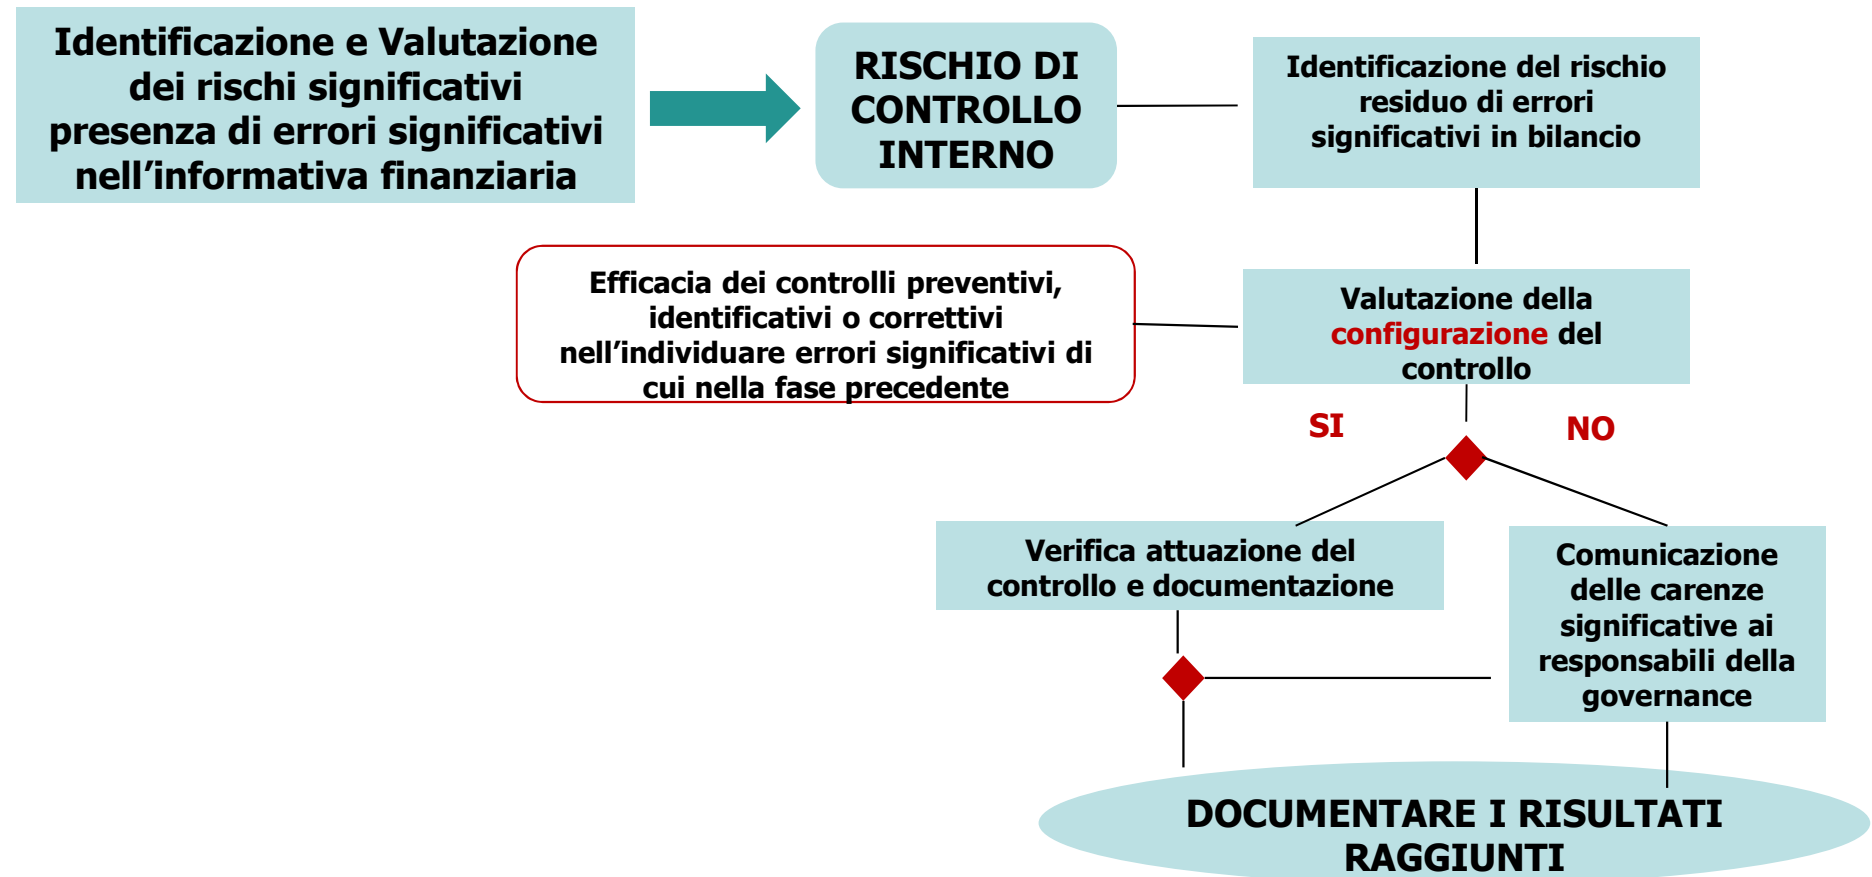 Identificazione e Valutazione
dei rischi significativi
presenza di errori significativi
nell’informativa finanziaria
RISCHIO DI
CONTROLLO
INTERNO
Identificazione del rischio
residuo di errori
significativi in bilancio
Efficacia dei controlli preventivi,
identificativi o correttivi
nell’individuare errori significativi di
cui nella fase precedente
Valutazione della
configurazione del
controllo
SI
NO
Verifica attuazione del
controllo e documentazione
Comunicazione
delle carenze
significative ai
responsabili della
governance
DOCUMENTARE I RISULTATI
RAGGIUNTI